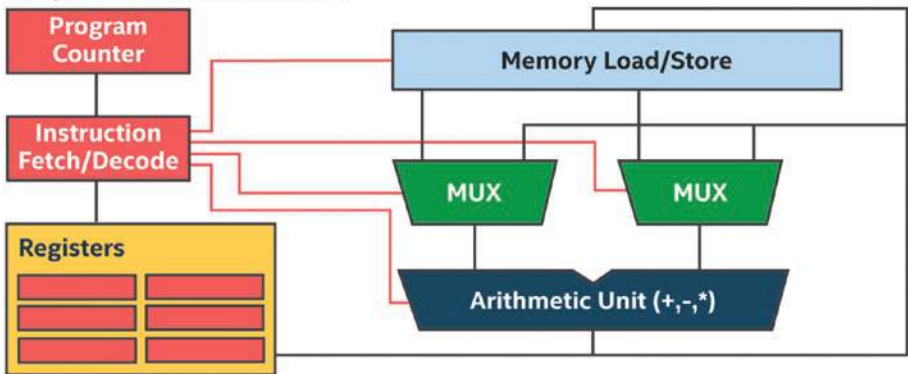 Program
Counter
Memory Load/Store
Instruction
Fetch/Decode
MUX
MUX
Registers
Arithmetic Unit (+,-,*)